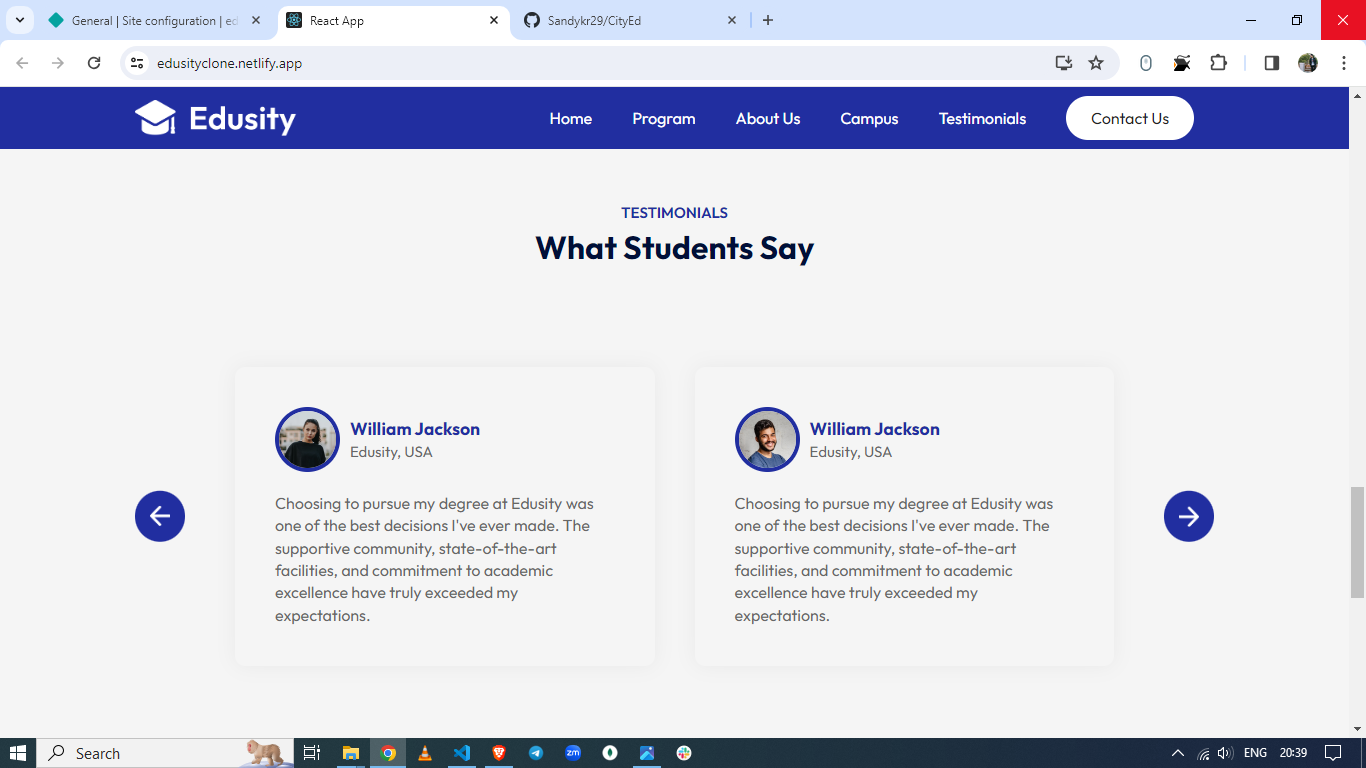 General | Site configuration | ed
React App
Sandykr29/CityEd
edusityclone.netlify.app
Edusity
Home
Program
About Us
Campus
Testimonials
Contact Us
TESTIMONIALS
What Students Say
William Jackson
Edusity, USA
Choosing to pursue my degree at Edusity was
one of the best decisions I've ever made. The
supportive community, state-of-the-art
facilities, and commitment to academic
excellence have truly exceeded my
expectations.
William Jackson
Edusity, USA
Choosing to pursue my degree at Edusity was
one of the best decisions I've ever made. The
supportive community, state-of-the-art
facilities, and commitment to academic
excellence have truly exceeded my
expectations.
Search
zm
ENG
20:39